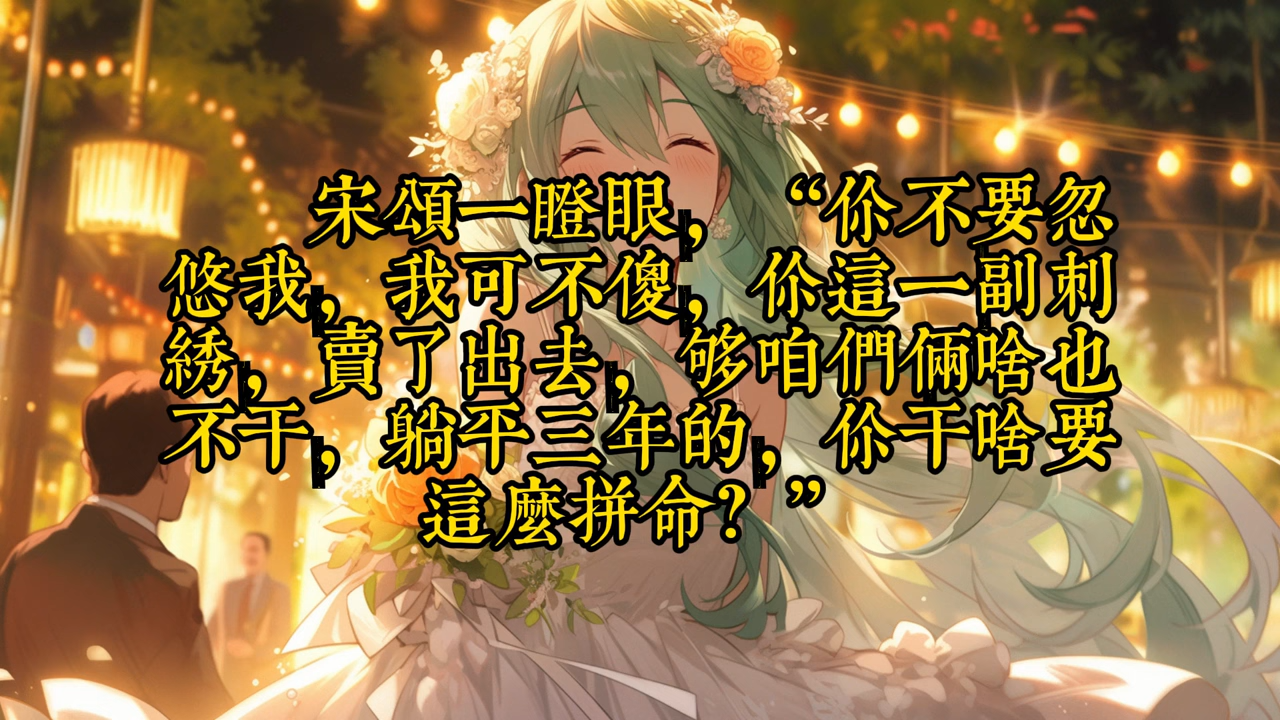 宋頌一瞪眼，“你不要忽
悠我，我可不傻，你這一副刺
綉，賣了出去，够咱們倆啥也
不干，躺平三年的，你干啥要
這麼拼命？”